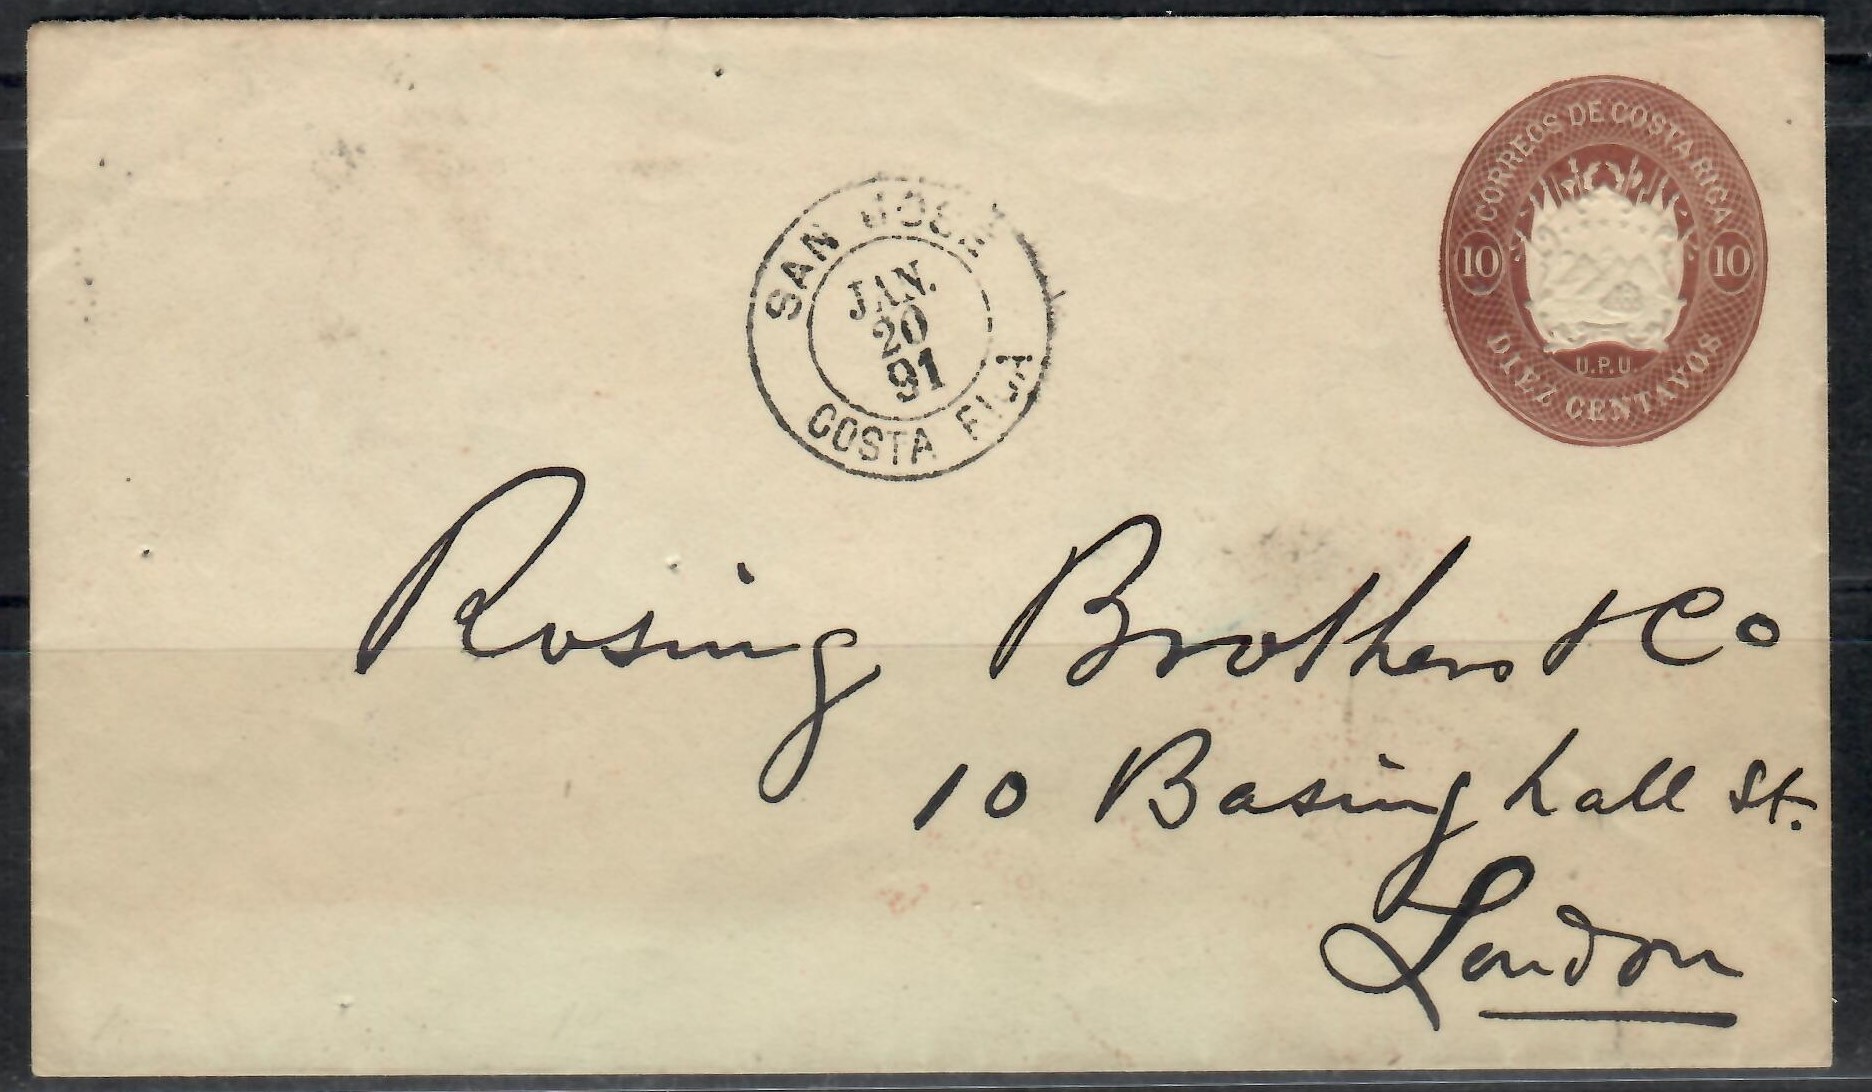 CORREOS DE COSTA RICA
10 10
U.P.U.
DIEZ CENTAVOS
SAN JOSE
JAN.
20
91
COSTA RICA
Rosing Brothers & Co
10 Basinghall St.
London